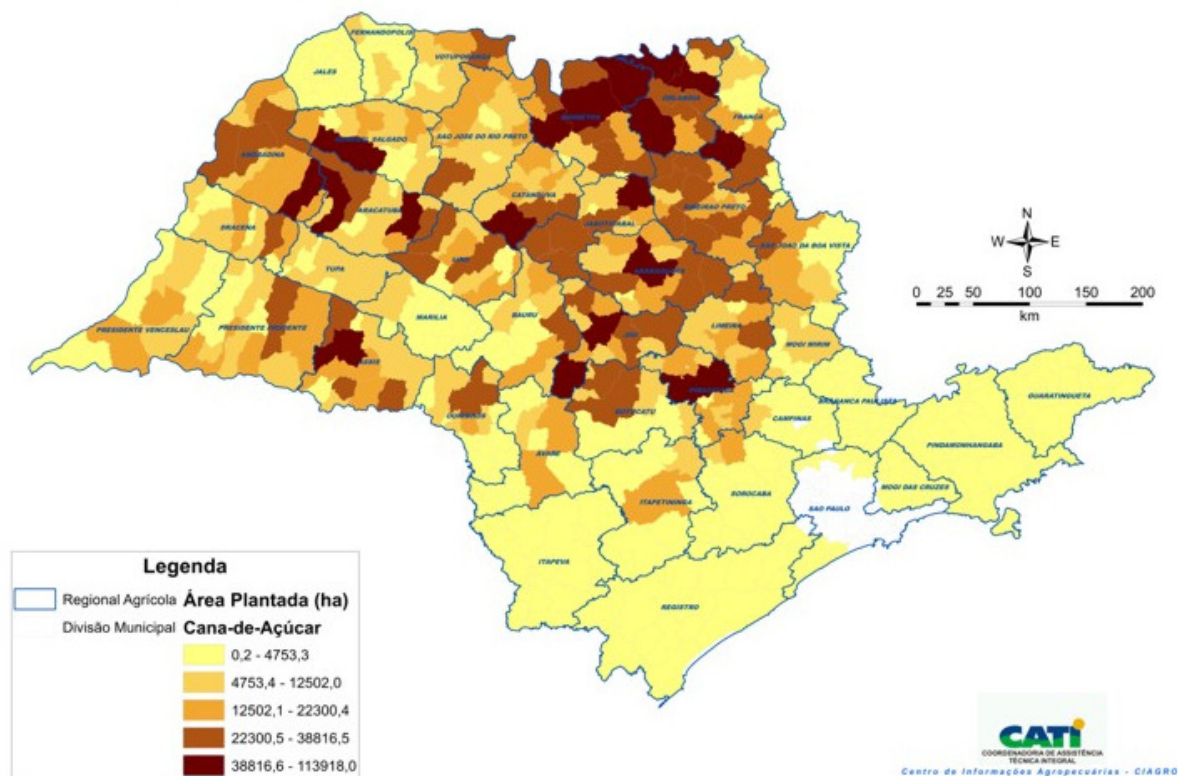 FERNANDOPOLIS
VOTUPORANGA
JALES
ORLANDIA
BARRETOS
FRANCA
GENERAL SALGADO
SAO JOSE DO RIO PRETO
ANDRADINA
CATANDUVA
RIBEIRAO PRETO
ARACATUBA
JABOTICABAL
DRACENA
SAO JOAO DA BOA VISTA
LINS
ARARAQUARA
TUPA
MARILIA
BAURU
LIMEIRA
PRESIDENTE VENCESLAU
PRESIDENTE PRUDENTE
JAU
MOGI MIRIM
ASSIS
PIRACICABA
GUARATINGUETA
BRAGANCA PAULISTA
OURINHOS
BOTUCATU
CAMPINAS
PINDAMONHANGABA
AVARE
MOGI DAS CRUZES
SOROCABA
ITAPETININGA
SAO PAULO
ITAPEVA
REGISTRO
N
W E
S
0 25 50 100 150 200
km
Legenda
Regional Agrícola Área Plantada (ha)
Divisão Municipal Cana-de-Açúcar
0,2 - 4753,3
4753,4 - 12502,0
12502,1 - 22300,4
22300,5 - 38816,5
38816,6 - 113918,0
CATI
COORDENADORIA DE ASSISTÊNCIA
TÉCNICA INTEGRAL
Centro de Informações Agropecuárias - CIAGRO